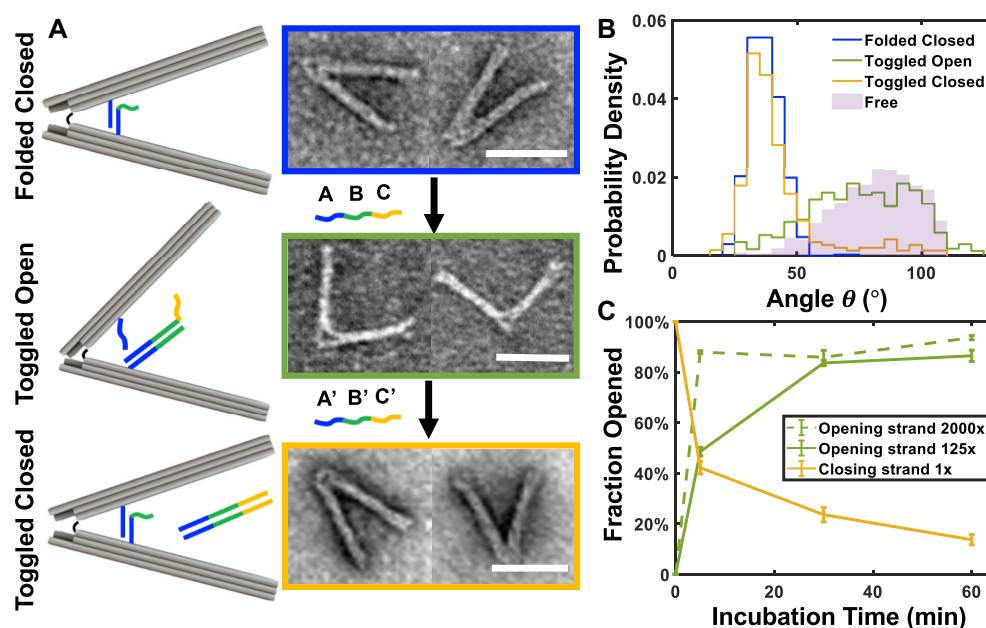 A
Folded Closed
A B C
Toggled Open
A' B' C'
Toggled Closed
B
Probability Density
0.06
0.04
0.02
0
Folded Closed
Toggled Open
Toggled Closed
Free
0 50 100
Angle θ (°)
C
Fraction Opened
100%
80%
60%
40%
20%
0
Opening strand 2000x
Opening strand 125x
Closing strand 1x
0 20 40 60
Incubation Time (min)